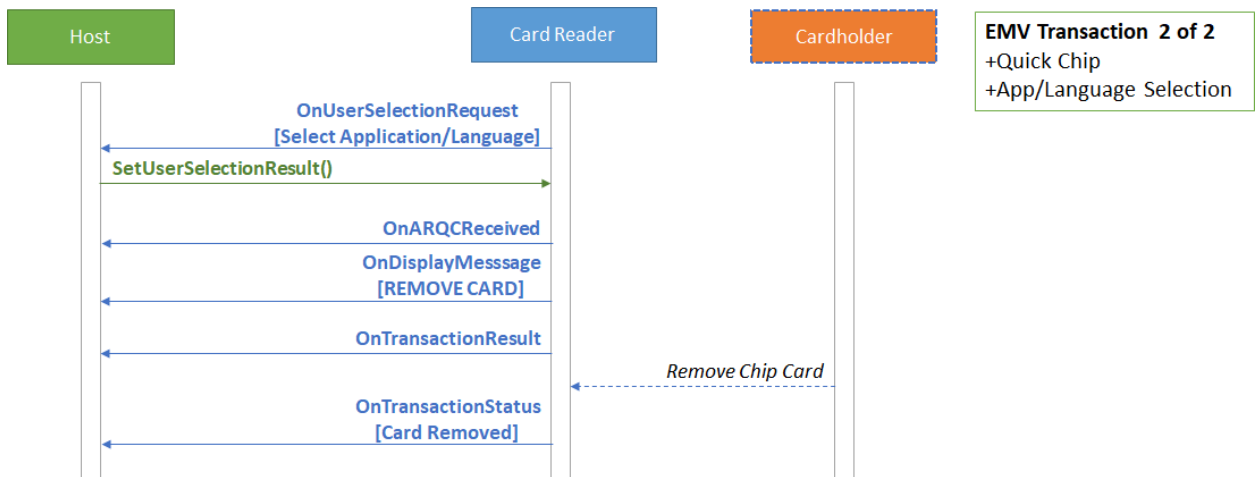 Host
Card Reader
Cardholder
EMV Transaction 2 of 2
+Quick Chip
+App/Language Selection
OnUserSelectionRequest
[Select Application/Language]
SetUserSelectionResult()
OnARQCReceived
OnDisplayMesssage
[REMOVE CARD]
OnTransactionResult
Remove Chip Card
OnTransactionStatus
[Card Removed]